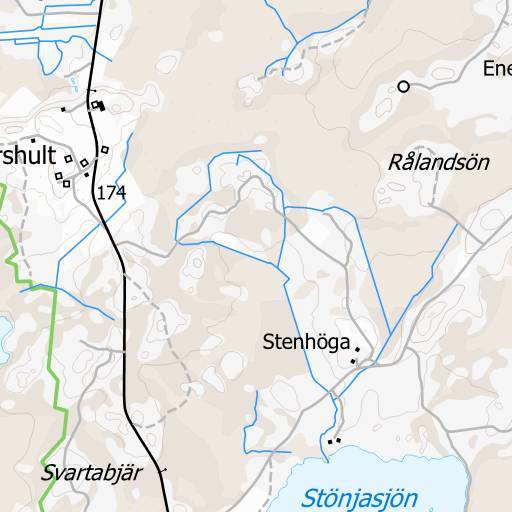 Ene
rshult
Rålandsön
174
Stenhöga
Svartabjär
Stönjasjön